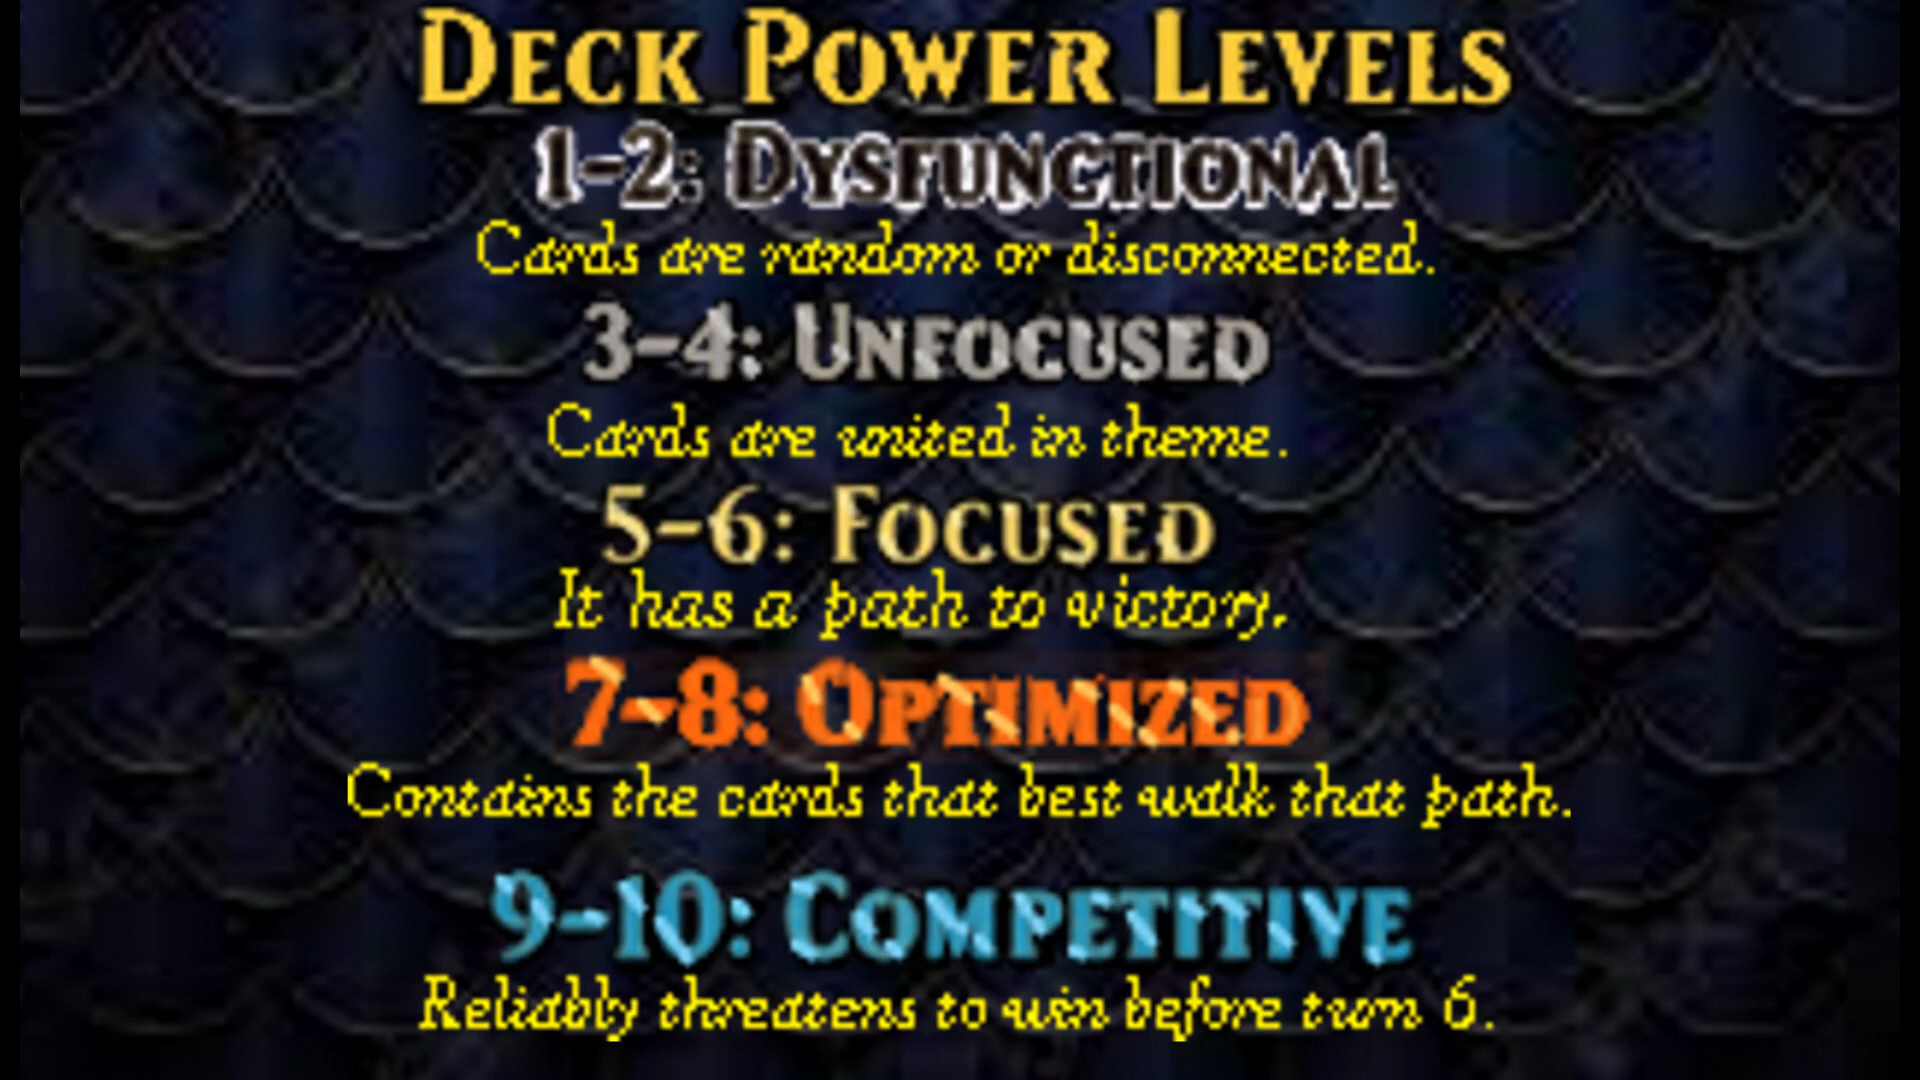 DECK POWER LEVELS
1-2: DYSFUNCTIONAL
Cards are random or disconnected.
3-4: UNFOCUSED
Cards are united in theme.
5-6: FOCUSED
It has a path to victory.
7-8: OPTIMIZED
Contains the cards that best walk that path.
9-10: COMPETITIVE
Reliably threatens to win before turn 6.